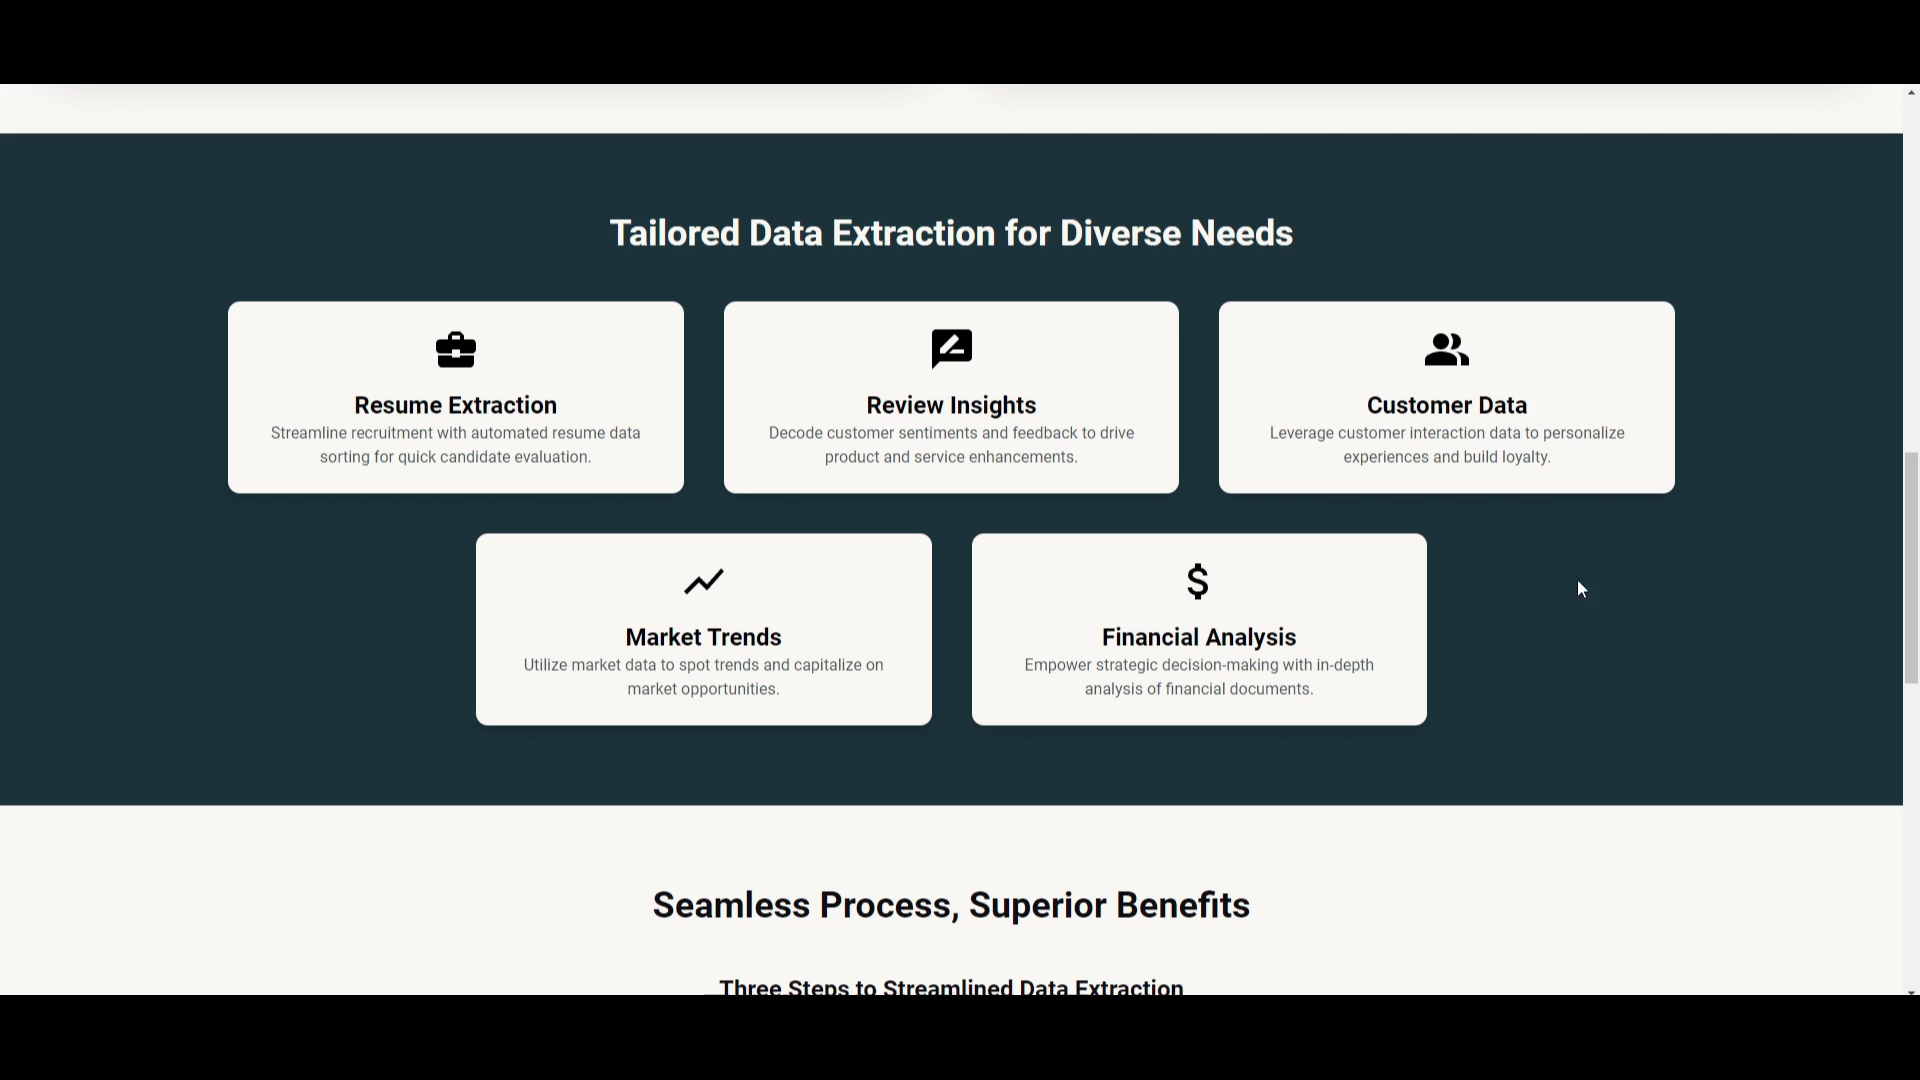 Tailored Data Extraction for Diverse Needs
Resume Extraction
Streamline recruitment with automated resume data
sorting for quick candidate evaluation.
Review Insights
Decode customer sentiments and feedback to drive
product and service enhancements.
Customer Data
Leverage customer interaction data to personalize
experiences and build loyalty.
Market Trends
Utilize market data to spot trends and capitalize on
market opportunities.
$
Financial Analysis
Empower strategic decision-making with in-depth
analysis of financial documents.
Seamless Process, Superior Benefits
Three Steps to Streamlined Data Extraction